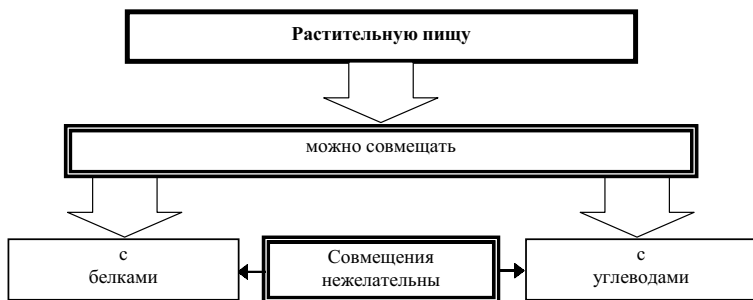 Растительную пищу
можно совмещать
с
белками
Совмещения
нежелательны
с
углеводами